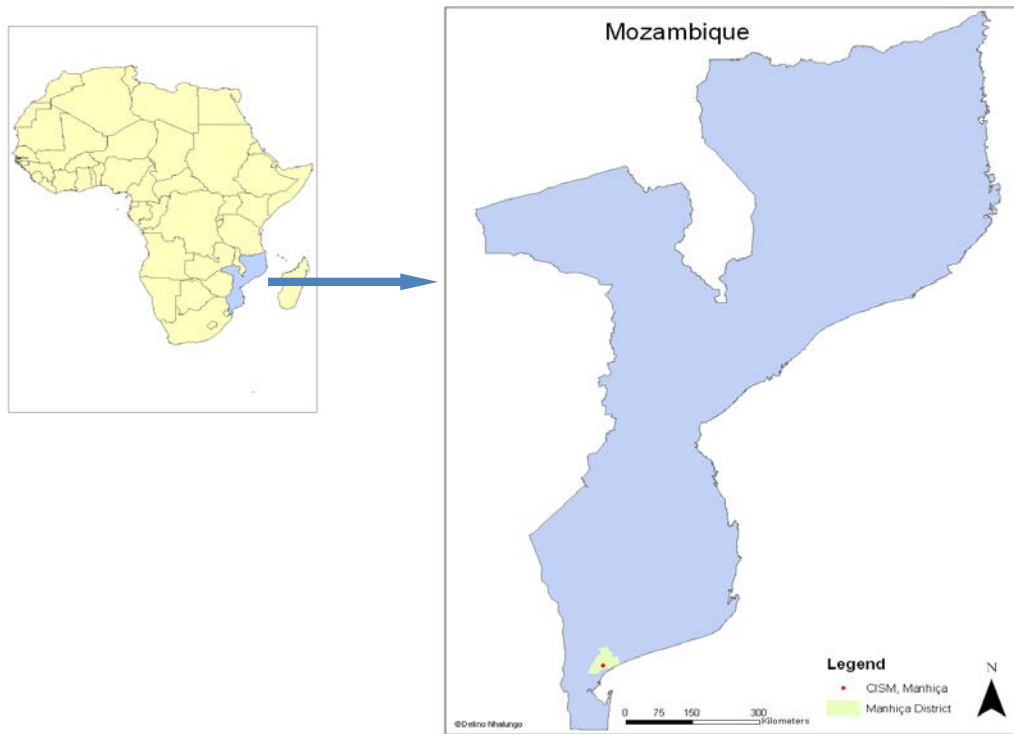 Mozambique
Legend
CISM, Manhiça
Manhiça District
N
0 75 150 300
Kilometers
©Delino Nhalungo